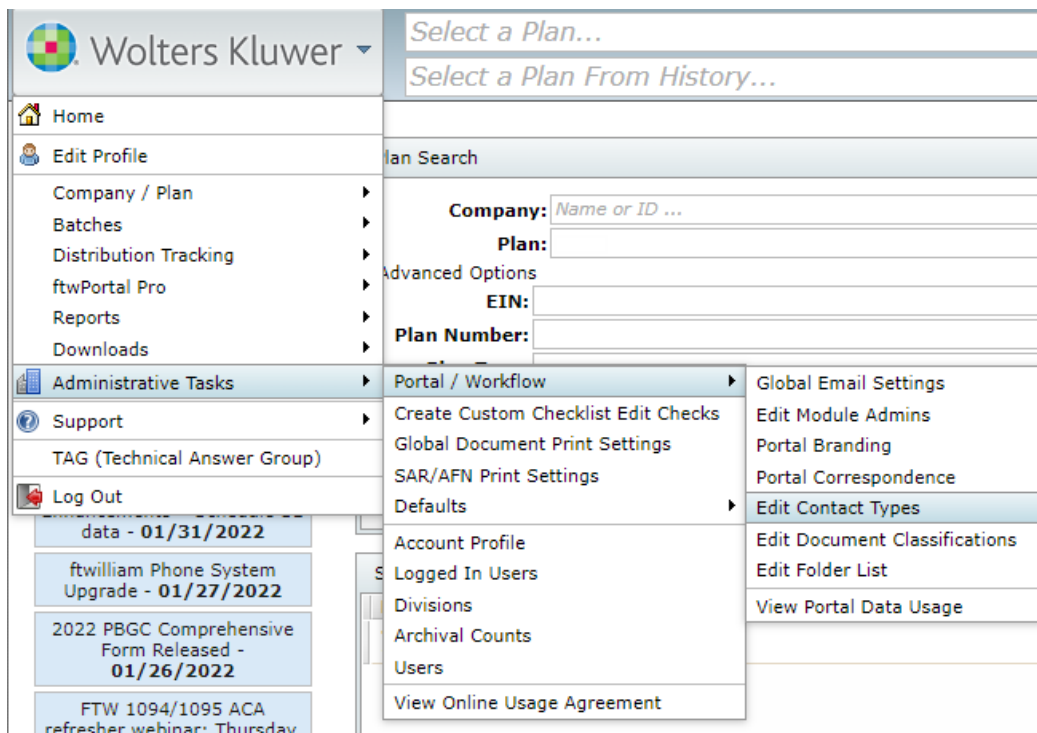 Wolters Kluwer
Select a Plan...
Select a Plan From History...
Home
Edit Profile
Company / Plan
Batches
Distribution Tracking
ftwPortal Pro
Reports
Downloads
Administrative Tasks
Support
TAG (Technical Answer Group)
Log Out
lan Search
Company: Name or ID ...
Plan:
Advanced Options
EIN:
Plan Number:
Portal / Workflow
Create Custom Checklist Edit Checks
Global Document Print Settings
SAR/AFN Print Settings
Defaults
Account Profile
Logged In Users
Divisions
Archival Counts
Users
View Online Usage Agreement
Global Email Settings
Edit Module Admins
Portal Branding
Portal Correspondence
Edit Contact Types
Edit Document Classifications
Edit Folder List
View Portal Data Usage
data - 01/31/2022
ftwilliam Phone System
Upgrade - 01/27/2022
2022 PBGC Comprehensive
Form Released -
01/26/2022
FTW 1094/1095 ACA
refresher webinar: Thursday